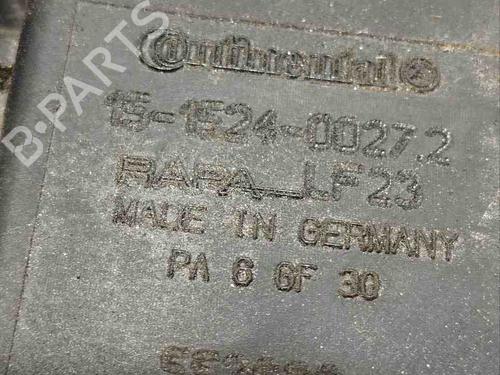 B-PARTS
Continental
15-1524-0027.2
RAPA LF23
MADE IN GERMANY
PA 6 GF 30